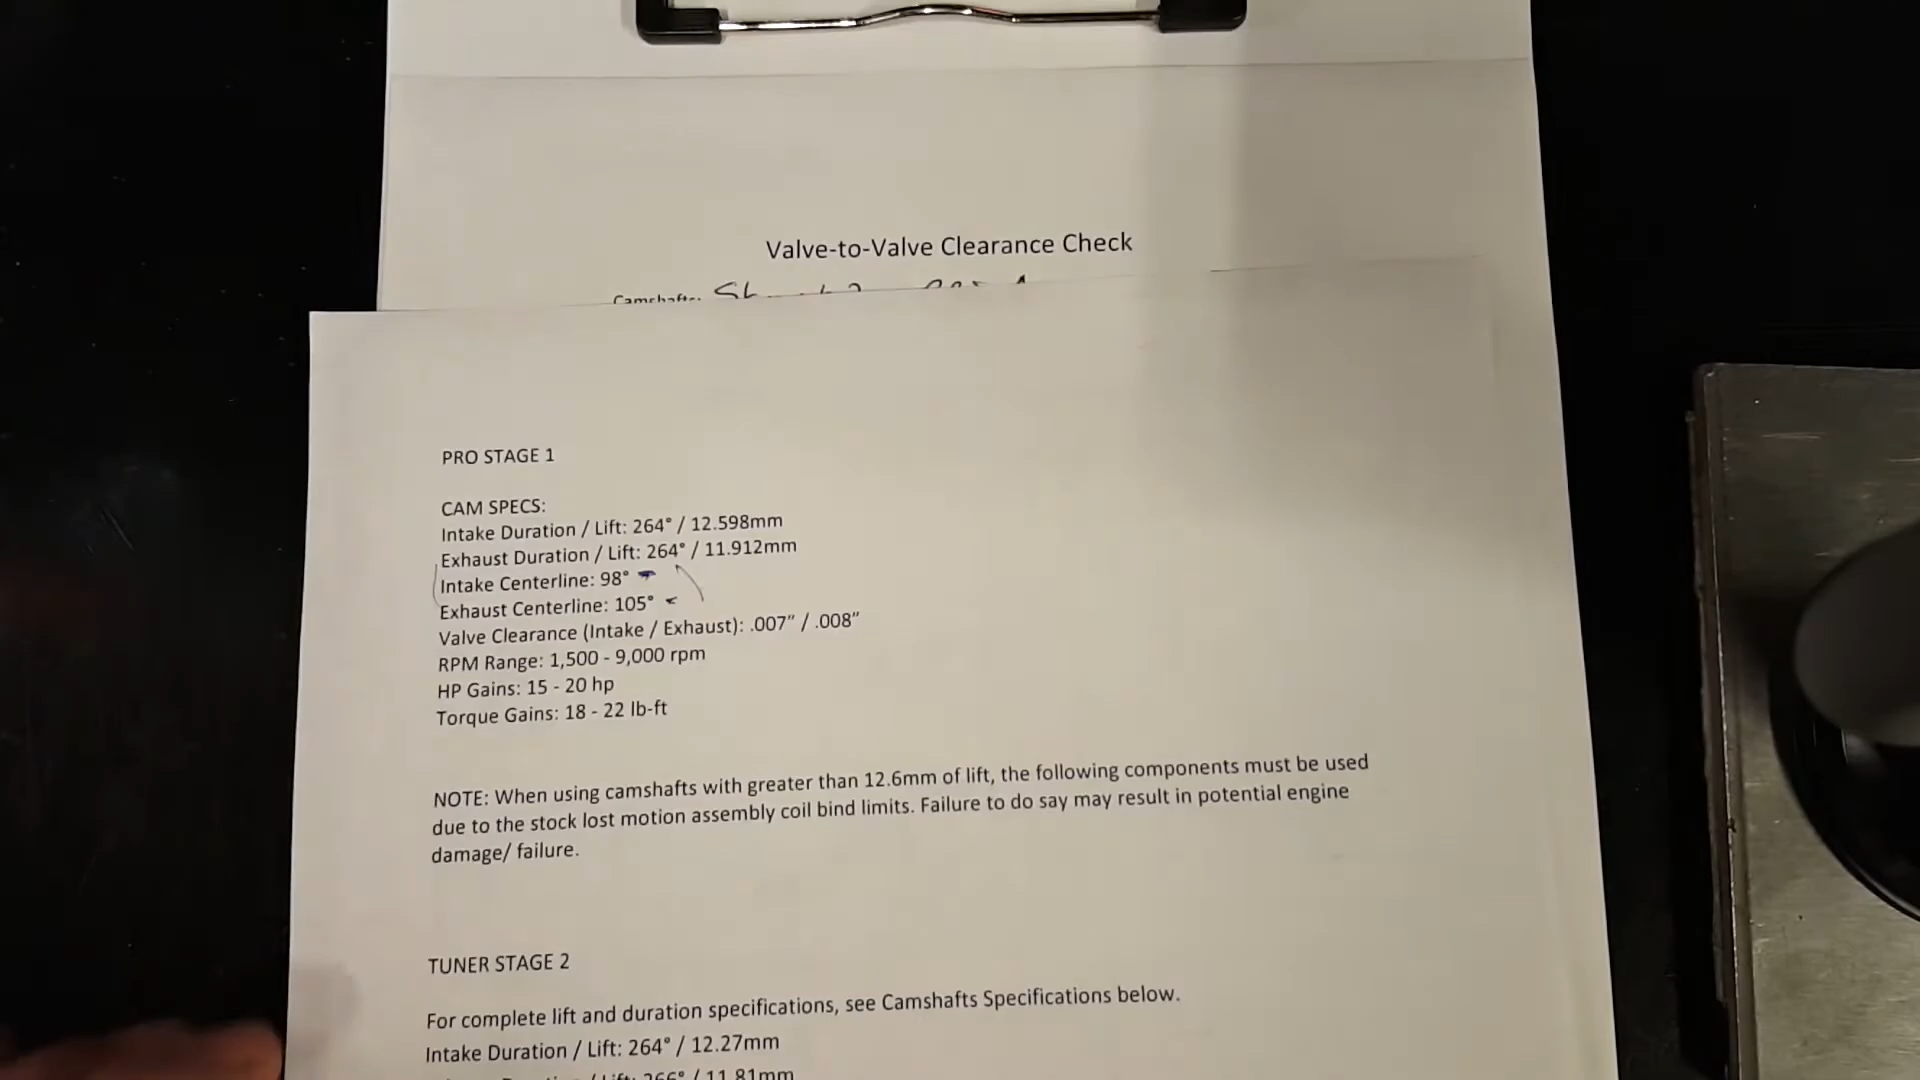 Valve-to-Valve Clearance Check
Camshafts:
PRO STAGE 1
CAM SPECS:
Intake Duration / Lift: 264° / 12.598mm
Exhaust Duration / Lift: 264° / 11.912mm
Intake Centerline: 98°
Exhaust Centerline: 105°
Valve Clearance (Intake / Exhaust): .007” / .008”
RPM Range: 1,500 - 9,000 rpm
HP Gains: 15 - 20 hp
Torque Gains: 18 - 22 lb-ft
NOTE: When using camshafts with greater than 12.6mm of lift, the following components must be used
due to the stock lost motion assembly coil bind limits. Failure to do say may result in potential engine
damage/ failure.
TUNER STAGE 2
For complete lift and duration specifications, see Camshafts Specifications below.
Intake Duration / Lift: 264° / 12.27mm
/ Lift: 266° / 11.81mm